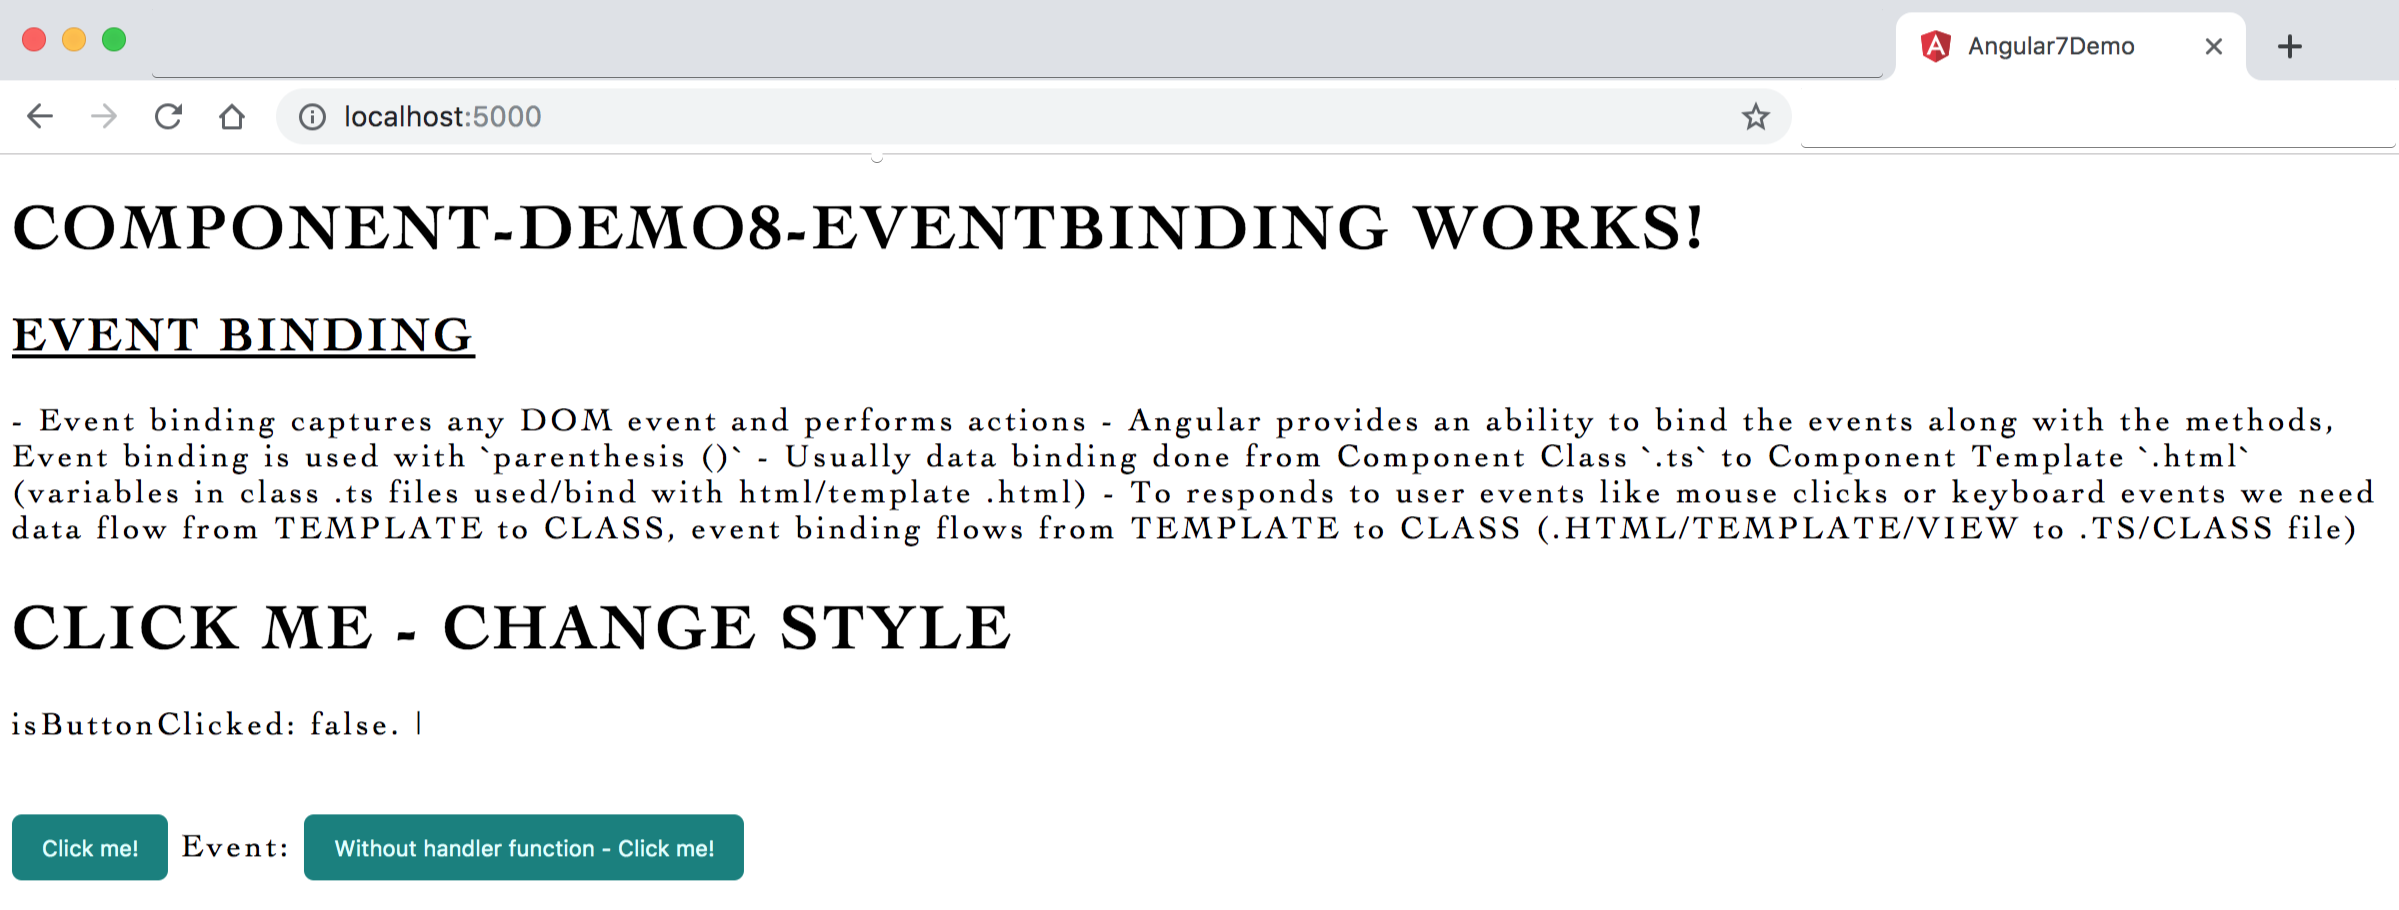 Angular7Demo
localhost:5000
COMPONENT-DEMO8-EVENTBINDING WORKS!
EVENT BINDING
- Event binding captures any DOM event and performs actions - Angular provides an ability to bind the events along with the methods,
Event binding is used with `parenthesis ()` - Usually data binding done from Component Class `.ts` to Component Template `.html`
(variables in class .ts files used/bind with html/template .html) - To responds to user events like mouse clicks or keyboard events we need
data flow from TEMPLATE to CLASS, event binding flows from TEMPLATE to CLASS (.HTML/TEMPLATE/VIEW to .TS/CLASS file)
CLICK ME - CHANGE STYLE
isButtonClicked: false. |
Click me! Event: Without handler function - Click me!